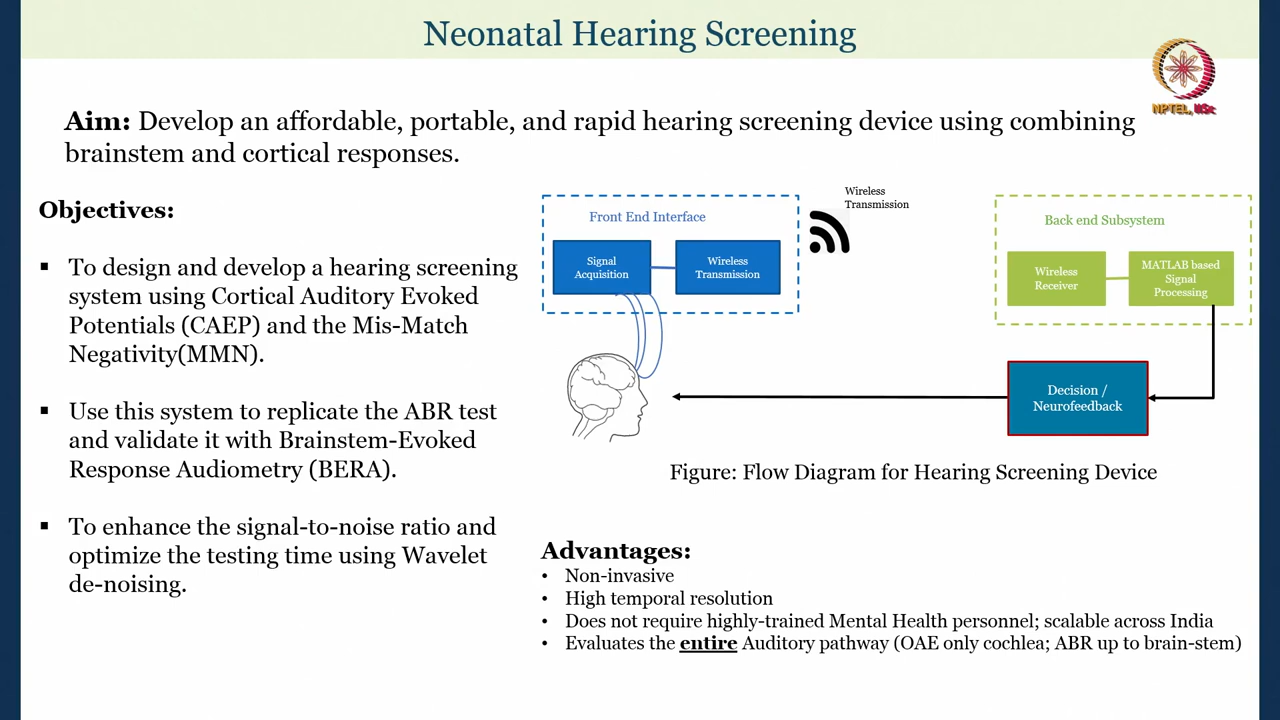 Neonatal Hearing Screening
NPTEL, IISc
Aim: Develop an affordable, portable, and rapid hearing screening device using combining
brainstem and cortical responses.
Objectives:
▪ To design and develop a hearing screening
system using Cortical Auditory Evoked
Potentials (CAEP) and the Mis-Match
Negativity(MMN).
▪ Use this system to replicate the ABR test
and validate it with Brainstem-Evoked
Response Audiometry (BERA).
▪ To enhance the signal-to-noise ratio and
optimize the testing time using Wavelet
de-noising.
Front End Interface
Signal
Acquisition
Wireless
Transmission
Wireless
Transmission
Back end Subsystem
Wireless
Receiver
MATLAB based
Signal
Processing
Decision /
Neurofeedback
Figure: Flow Diagram for Hearing Screening Device
Advantages:
• Non-invasive
• High temporal resolution
• Does not require highly-trained Mental Health personnel; scalable across India
• Evaluates the entire Auditory pathway (OAE only cochlea; ABR up to brain-stem)